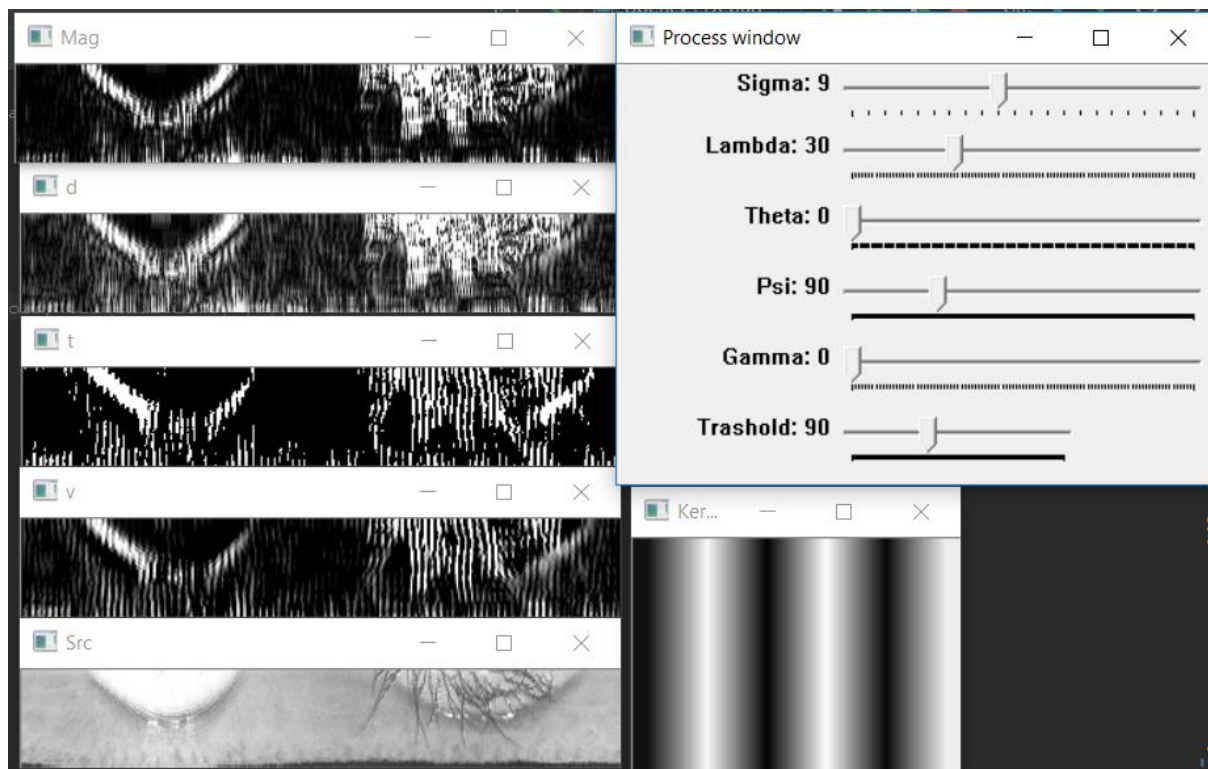 Mag
d
t
v
Src
Process window
Sigma: 9
Lambda: 30
Theta: 0
Psi: 90
Gamma: 0
Trashold: 90
Ker...